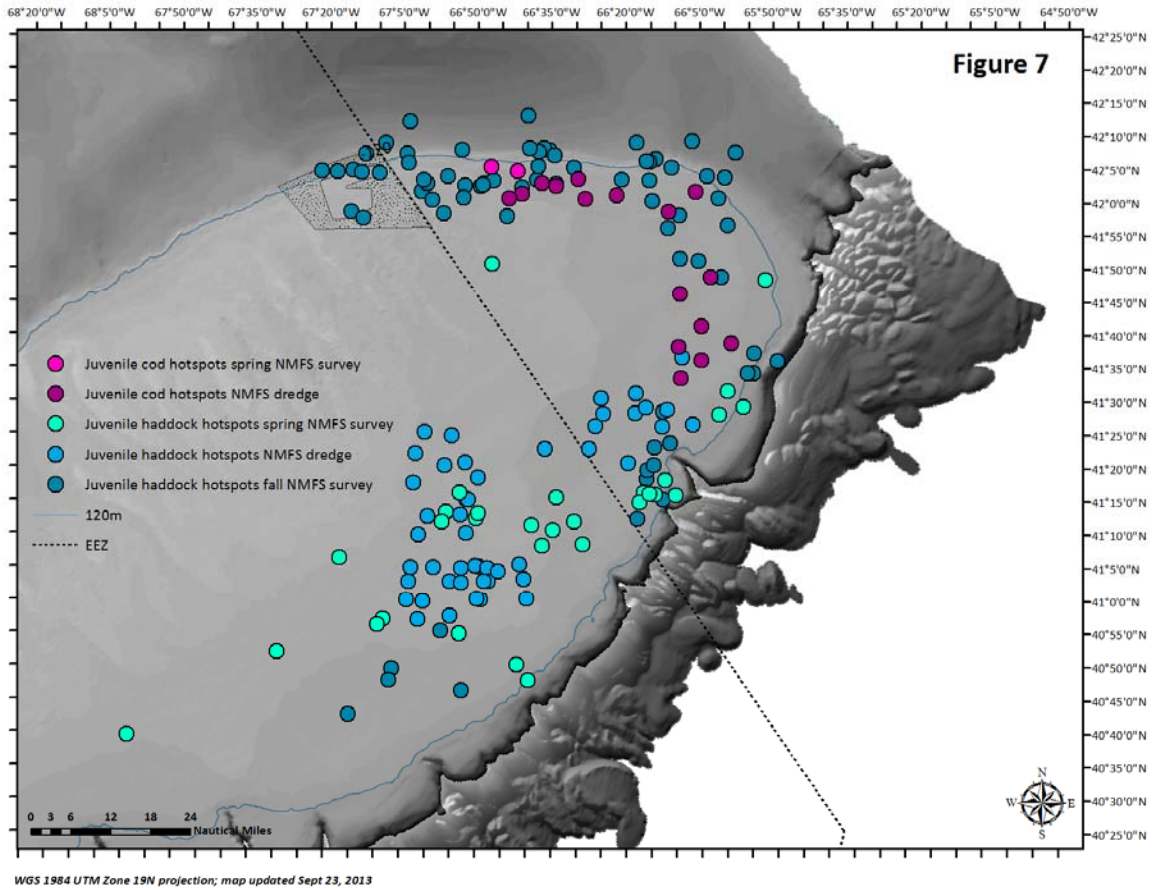 68°20'0"W 68°5'0"W 67°50'0"W 67°35'0"W 67°20'0"W 67°5'0"W 66°50'0"W 66°35'0"W 66°20'0"W 66°5'0"W 65°50'0"W 65°35'0"W 65°20'0"W 65°5'0"W 64°50'0"W
42°25'0"N
Figure 7
42°20'0"N
42°15'0"N
42°10'0"N
42°5'0"N
42°0'0"N
41°55'0"N
41°50'0"N
41°45'0"N
41°40'0"N
Juvenile cod hotspots spring NMFS survey
41°35'0"N
Juvenile cod hotspots NMFS dredge
41°30'0"N
Juvenile haddock hotspots spring NMFS survey
41°25'0"N
Juvenile haddock hotspots NMFS dredge
41°20'0"N
Juvenile haddock hotspots fall NMFS survey
41°15'0"N
120m
41°10'0"N
EEZ
41°5'0"N
41°0'0"N
40°55'0"N
40°50'0"N
40°45'0"N
40°40'0"N
40°35'0"N
N
W E
S
40°30'0"N
0 3 6 12 18 24
Nautical Miles
40°25'0"N
WGS 1984 UTM Zone 19N projection; map updated Sept 23, 2013